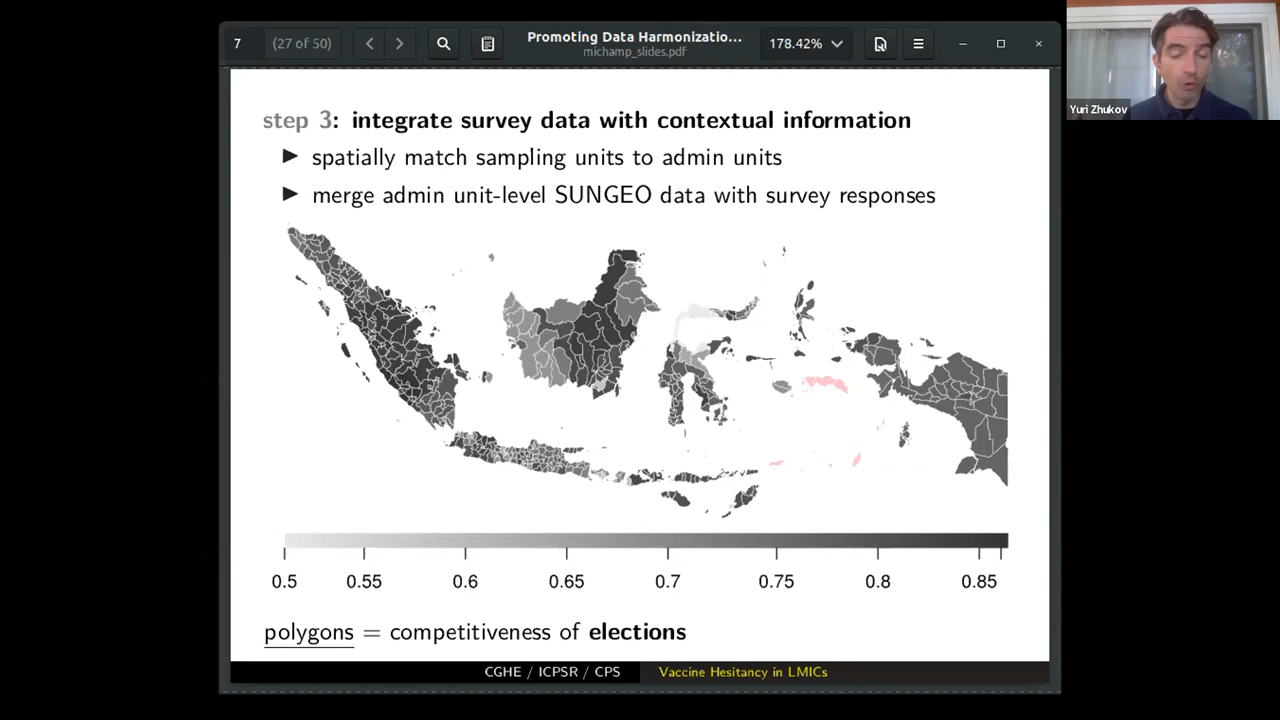 7 (27 of 50) Promoting Data Harmonizatio... 178.42%
michamp_slides.pdf
Yuri Zhukov
step 3: integrate survey data with contextual information
spatially match sampling units to admin units
merge admin unit-level SUNGEO data with survey responses
0.5 0.55 0.6 0.65 0.7 0.75 0.8 0.85
polygons = competitiveness of elections
CGHE / ICPSR / CPS Vaccine Hesitancy in LMICs